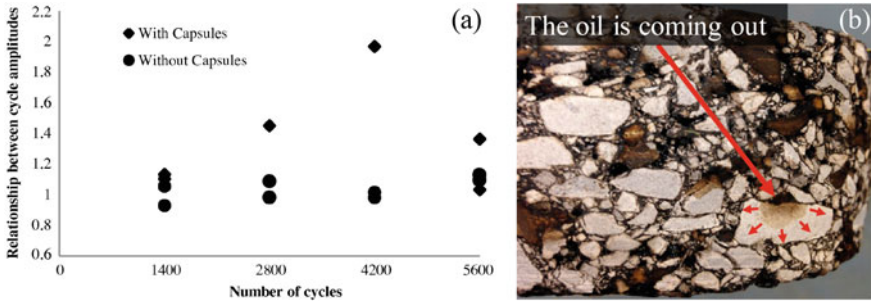 2.2
2
1.8
1.6
1.4
1.2
1
0.8
0.6
Relationship between cycle amplitudes
With Capsules
Without Capsules
(a)
0 1400 2800 4200 5600
Number of cycles
The oil is coming out
(b)